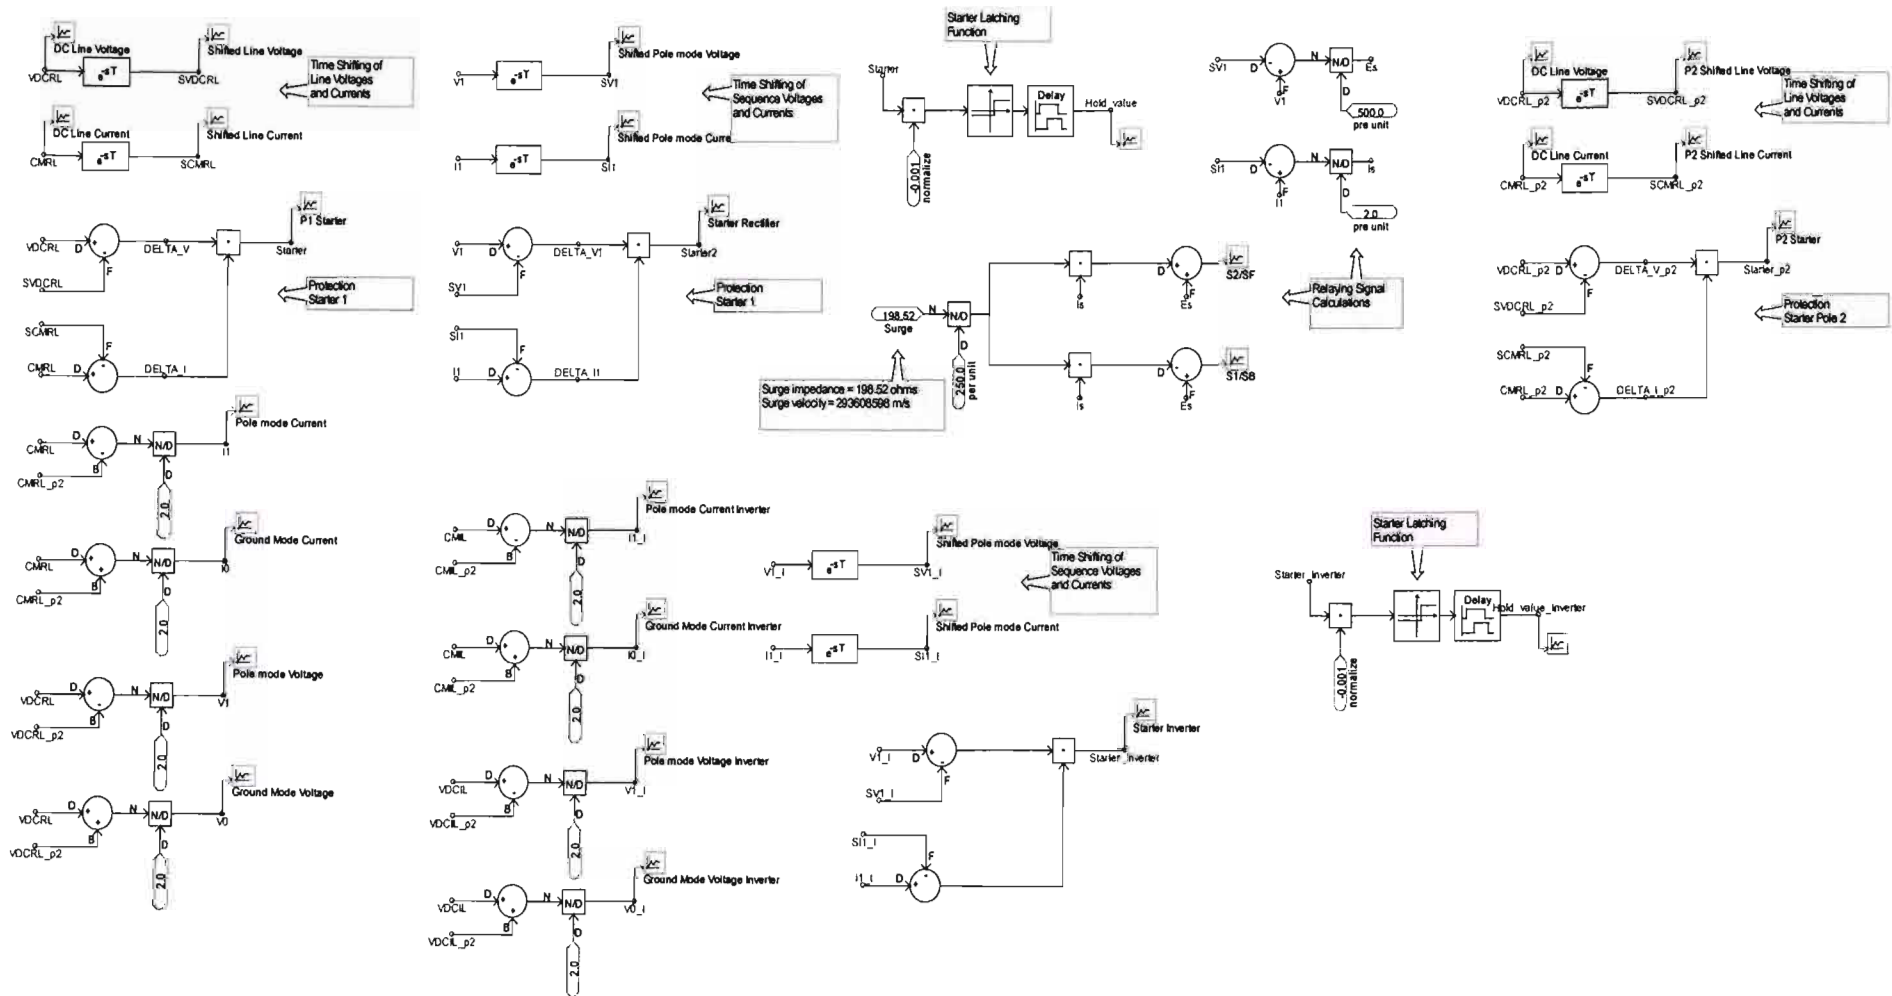 DC Line Voltage
Shifted Line Voltage
VDCRL
e-sT
SVDCRL
Time Shifting of
Line Voltages
and Currents
DC Line Current
Shifted Line Current
CMRL
e-sT
SCMRL
P1 Starter
VDCRL
D
+
-
F
DELTA_V
*
Starter
SVDCRL
Protection
Starter 1
SCMRL
F
CMRL
D
+
-
DELTA_I
Pole mode Current
CMRL
D
+
-
N
N/D
I1
CMRL_p2
B
D
2.0
Ground Mode Current
CMRL
D
+
+
N
N/D
I0
CMRL_p2
B
D
2.0
Pole mode Voltage
VDCRL
D
+
-
N
N/D
V1
VDCRL_p2
B
D
2.0
Ground Mode Voltage
VDCRL
D
+
+
N
N/D
V0
VDCRL_p2
B
D
2.0
Shifted Pole mode Voltage
V1
e-sT
SV1
Time Shifting of
Sequence Voltages
and Currents
Shifted Pole mode Curre
I1
e-sT
SI1
Starter Rectifier
V1
D
+
-
F
DELTA_V1
*
Starter2
SV1
Protection
Starter 1
SI1
F
I1
D
+
-
DELTA_I1
Pole mode Current Inverter
CMIL
D
+
-
N
N/D
I1_I
CMIL_p2
B
D
2.0
Ground Mode Current Inverter
CMIL
D
+
+
N
N/D
I0_I
CMIL_p2
B
D
2.0
Pole mode Voltage Inverter
VDCIL
D
+
-
N
N/D
V1_I
VDCIL_p2
B
D
2.0
Ground Mode Voltage Inverter
VDCIL
D
+
+
N
N/D
V0_I
VDCIL_p2
B
D
2.0
Starter Latching
Function
Starter
*
Delay
Hold_value
-0.001
normalize
SV1
D
-
+
F
V1
N
N/D
Es
D
500.0
pre unit
SI1
D
-
+
F
I1
N
N/D
Is
D
2.0
pre unit
198.52
Surge
N
N/D
D
250.0
per unit
*
Is
D
+
+
F
Es
S2/SF
*
Is
D
+
-
F
Es
S1/SB
Relaying Signal
Calculations
Surge impedance = 198.52 ohms
Surge velocity = 293608598 m/s
DC Line Voltage
P2 Shifted Line Voltage
VDCRL_p2
e-sT
SVDCRL_p2
Time Shifting of
Line Voltages
and Currents
DC Line Current
P2 Shifted Line Current
CMRL_p2
e-sT
SCMRL_p2
P2 Starter
VDCRL_p2
D
+
-
F
DELTA_V_p2
*
Starter_p2
SVDCRL_p2
Protection
Starter Pole 2
SCMRL_p2
F
CMRL_p2
D
+
-
DELTA_I_p2
Shifted Pole mode Voltage
V1_I
e-sT
SV1_I
Time Shifting of
Sequence Voltages
and Currents
Shifted Pole mode Current
I1_I
e-sT
SI1_I
Starter Inverter
V1_I
D
+
-
F
*
Starter_Inverter
SV1_I
SI1_I
F
I1_I
D
+
-
Starter Latching
Function
Starter_Inverter
*
Delay
Hold_value_Inverter
-0.001
normalize